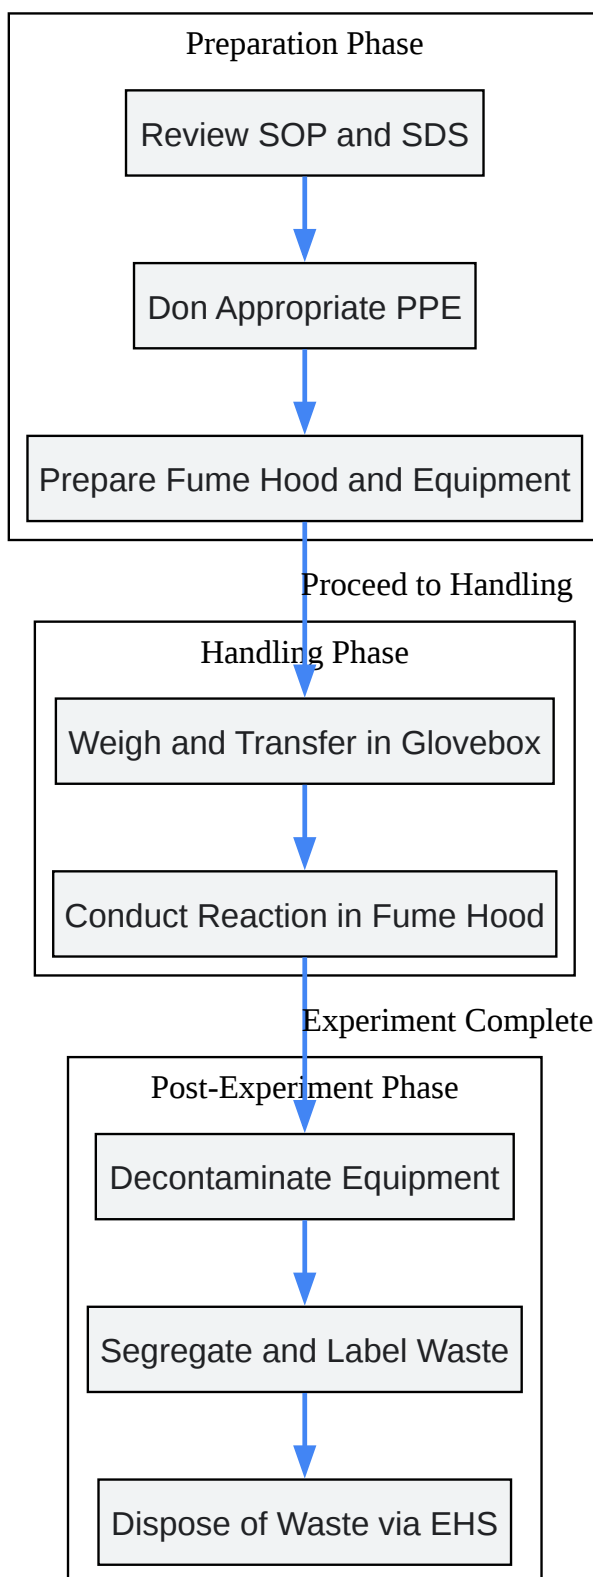 Preparation Phase
Review SOP and SDS
Don Appropriate PPE
Prepare Fume Hood and Equipment
Proceed to Handling
Handling Phase
Weigh and Transfer in Glovebox
Conduct Reaction in Fume Hood
Experiment Complete
Post-Experiment Phase
Decontaminate Equipment
Segregate and Label Waste
Dispose of Waste via EHS